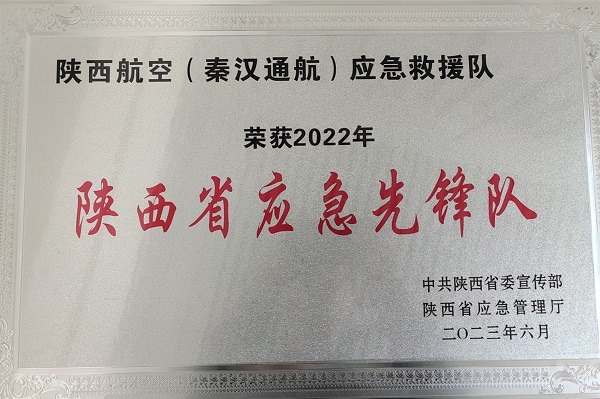 陕西航空（秦汉通航）应急救援队
荣获2022年
陕西省应急先锋队
中共陕西省委宣传部
陕西省应急管理厅
二〇二三年六月